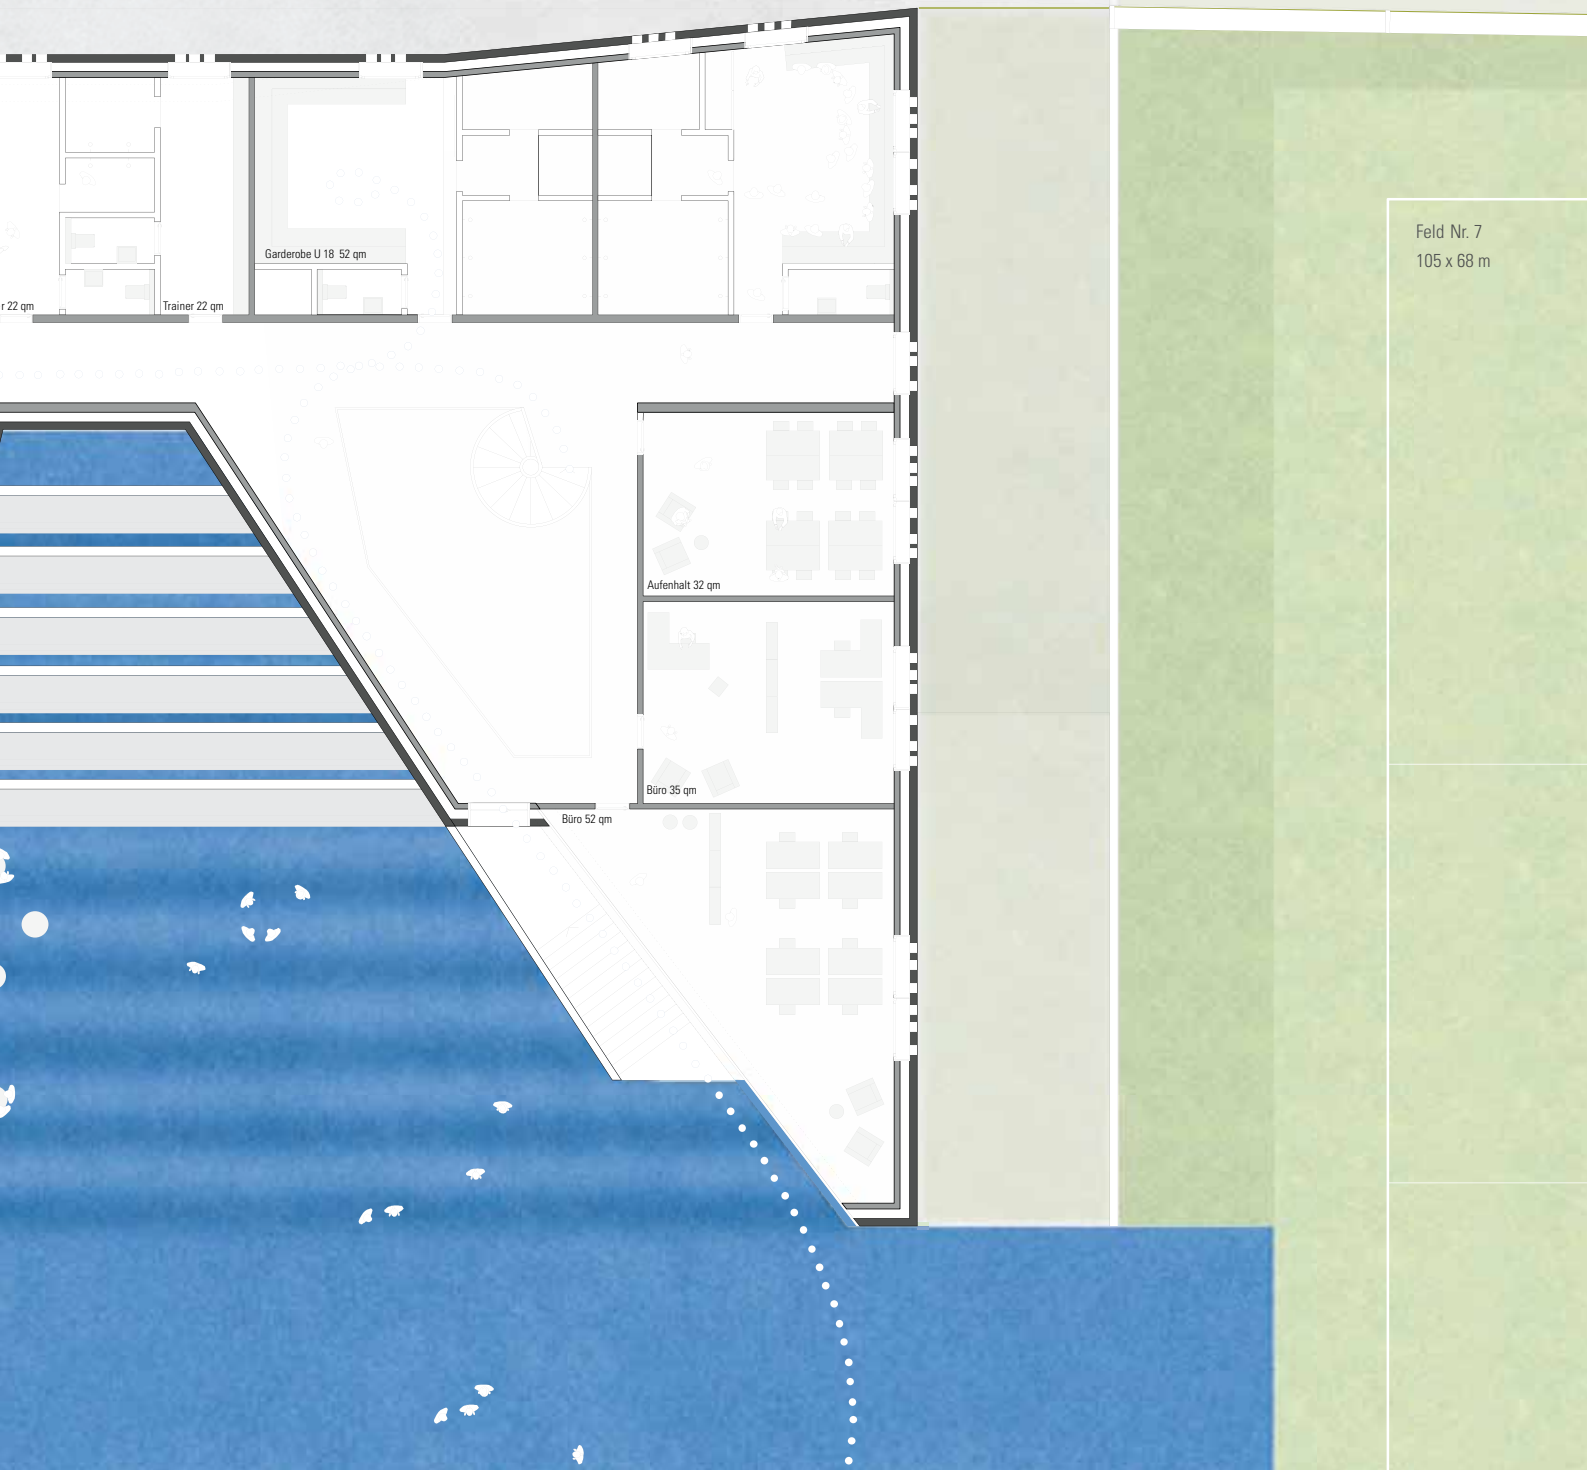 Feld Nr. 7
105 x 68 m
Garderobe U 18 52 qm
r 22 qm
Trainer 22 qm
Aufenthalt 32 qm
Büro 35 qm
Büro 52 qm